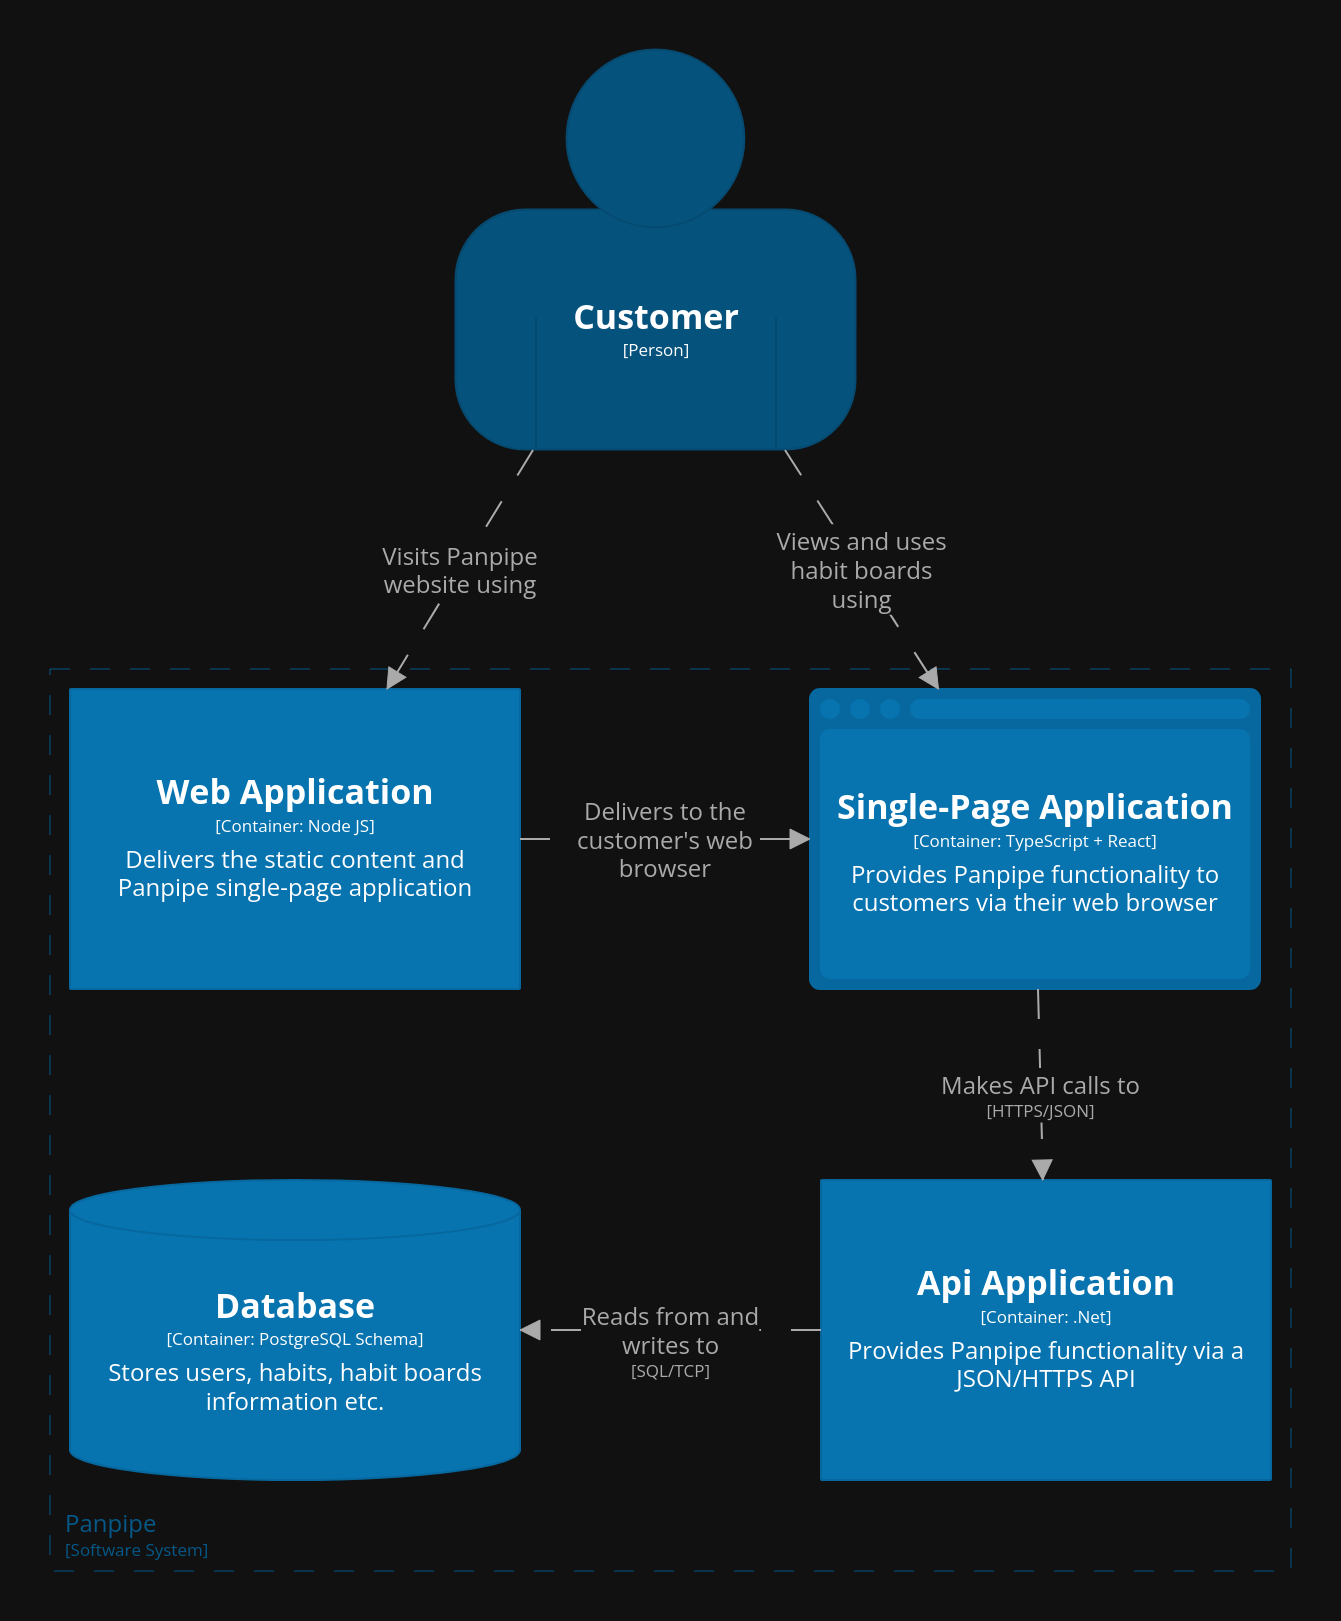 Customer
[Person]
Visits Panpipe
website using
Views and uses
habit boards
using
Web Application
[Container: Node JS]
Delivers the static content and
Panpipe single-page application
Delivers to the
customer's web
browser
Single-Page Application
[Container: TypeScript + React]
Provides Panpipe functionality to
customers via their web browser
Makes API calls to
[HTTPS/JSON]
Database
[Container: PostgreSQL Schema]
Stores users, habits, habit boards
information etc.
Reads from and
writes to
[SQL/TCP]
Api Application
[Container: .Net]
Provides Panpipe functionality via a
JSON/HTTPS API
Panpipe
[Software System]